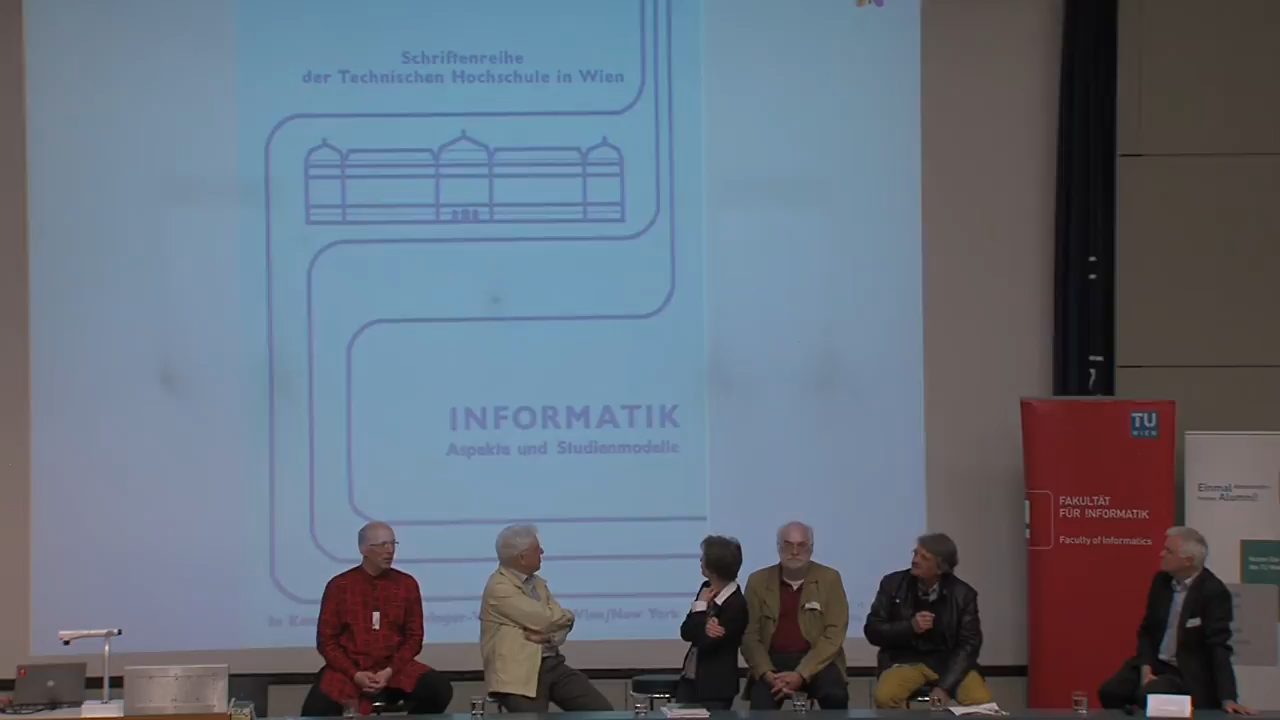 Schriftenreihe
der Technischen Hochschule in Wien
INFORMATIK
Aspekte und Studienmodelle
Wien/New York
TU
WIEN
FAKULTÄT
FÜR INFORMATIK
Faculty of Informatics
Einmal
Alumni!